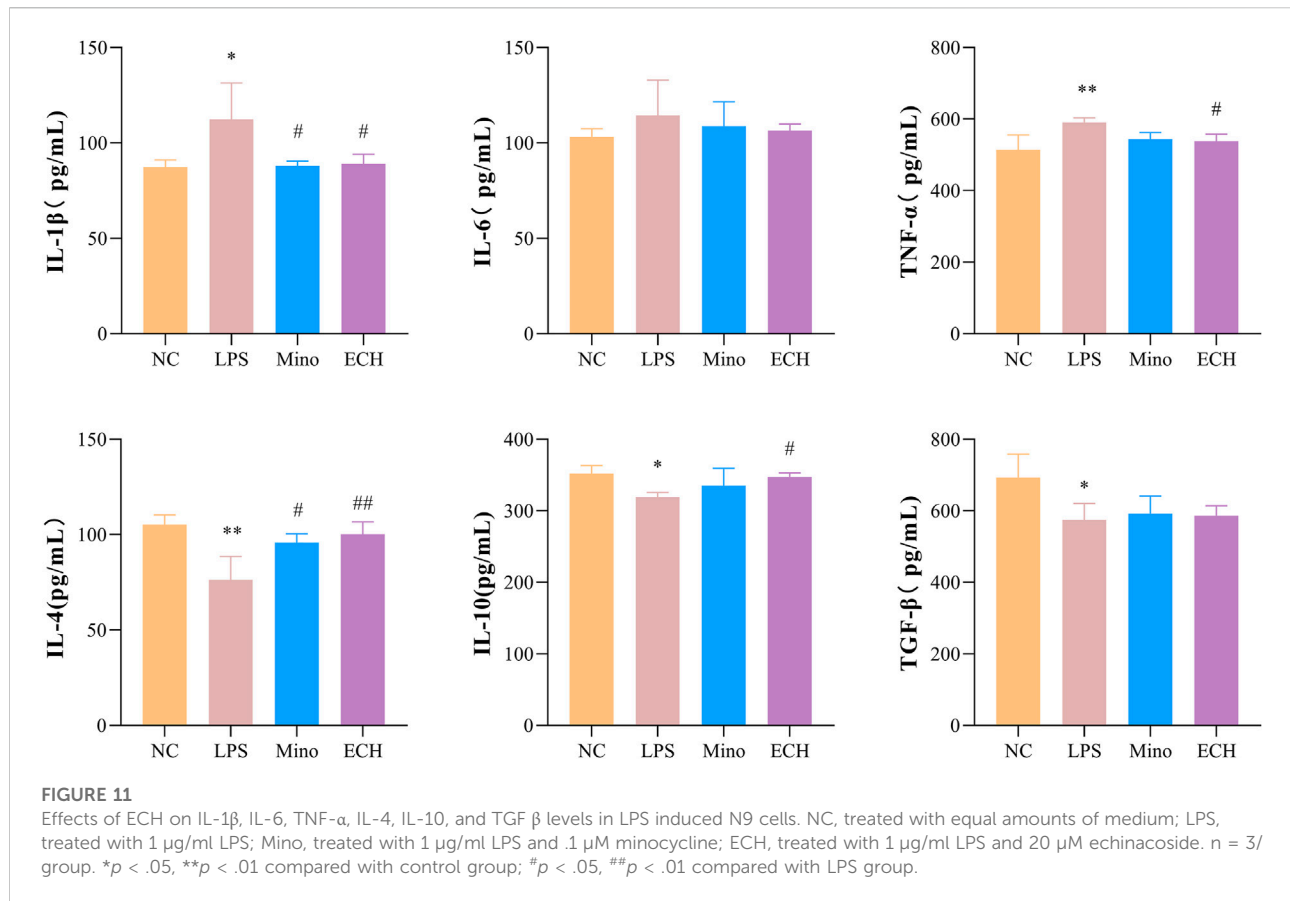 IL-1β ( pg/mL)
150
100
50
0
*
#
#
NC LPS Mino ECH
IL-6 ( pg/mL)
150
100
50
0
NC LPS Mino ECH
TNF-α ( pg/mL)
800
600
400
200
0
**
#
NC LPS Mino ECH
IL-4(pg/mL)
150
100
50
0
**
#
##
NC LPS Mino ECH
IL-10(pg/mL)
400
300
200
100
0
*
#
NC LPS Mino ECH
TGF-β ( pg/mL)
800
600
400
200
0
*
NC LPS Mino ECH
FIGURE 11
Effects of ECH on IL-1β, IL-6, TNF-α, IL-4, IL-10, and TGF β levels in LPS induced N9 cells. NC, treated with equal amounts of medium; LPS,
treated with 1 μg/ml LPS; Mino, treated with 1 μg/ml LPS and .1 μM minocycline; ECH, treated with 1 μg/ml LPS and 20 μM echinacoside. n = 3/
group. *p < .05, **p < .01 compared with control group; #p < .05, ##p < .01 compared with LPS group.